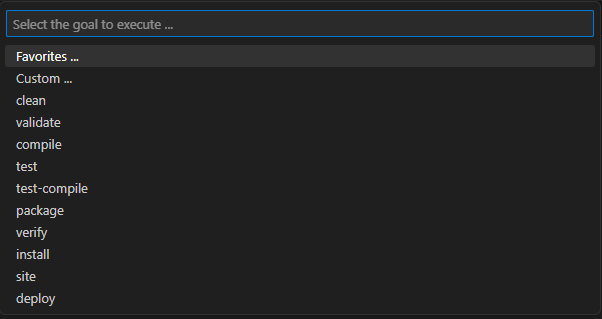 Select the goal to execute ...
Favorites ...
Custom ...
clean
validate
compile
test
test-compile
package
verify
install
site
deploy